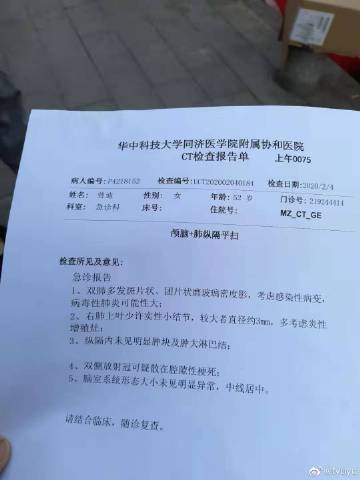 华中科技大学同济医学院附属协和医院
CT检查报告单 上午0075
病人编号:P4218152 检查编号:ECT202002040184 检查日期:2020/2/4
姓名: 性别: 女 年龄: 52 岁 门诊号: 219244414
科室: 急诊科 床号: 住院号: MZ_CT_GE
颅脑+肺纵隔平扫
检查所见及意见:
急诊报告
1、双肺多发斑片状、团片状磨玻璃密度影,考虑感染性病变,
病毒性肺炎可能性大;
2、右肺上叶少许实性小结节,较大者直径约3mm,多考虑炎性
增殖灶;
3、纵隔内未见明显肿块及肿大淋巴结;
4、双侧放射冠可疑散在腔隙性梗死;
5、脑室系统形态大小未见明显异常,中线居中。
请结合临床,随诊复查。